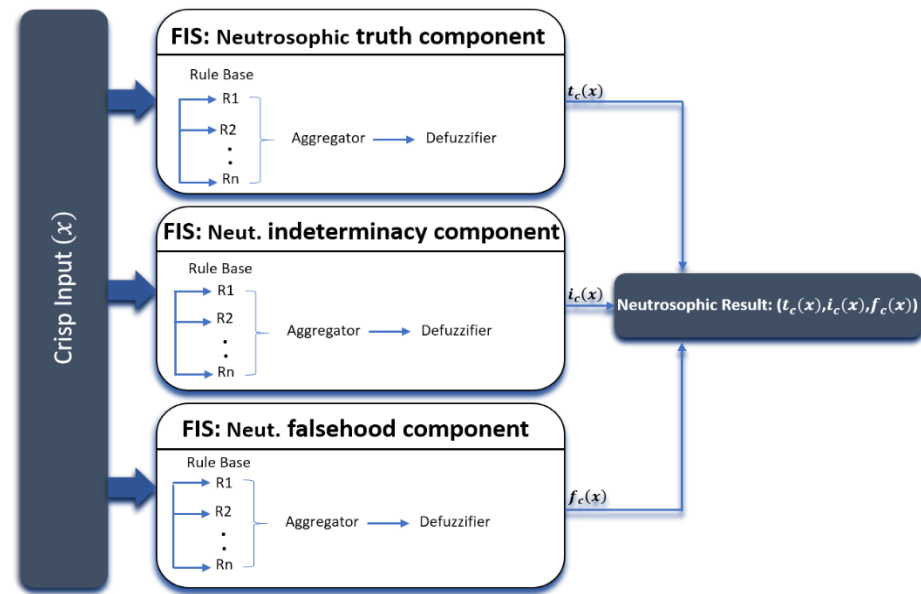 Crisp Input (x)
FIS: Neutrosophic truth component
Rule Base
R1
R2
Rn
Aggregator
Defuzzifier
t_c(x)
FIS: Neut. indeterminacy component
Rule Base
R1
R2
Rn
Aggregator
Defuzzifier
i_c(x)
Neutrosophic Result: (t_c(x),i_c(x),f_c(x))
FIS: Neut. falsehood component
Rule Base
R1
R2
Rn
Aggregator
Defuzzifier
f_c(x)